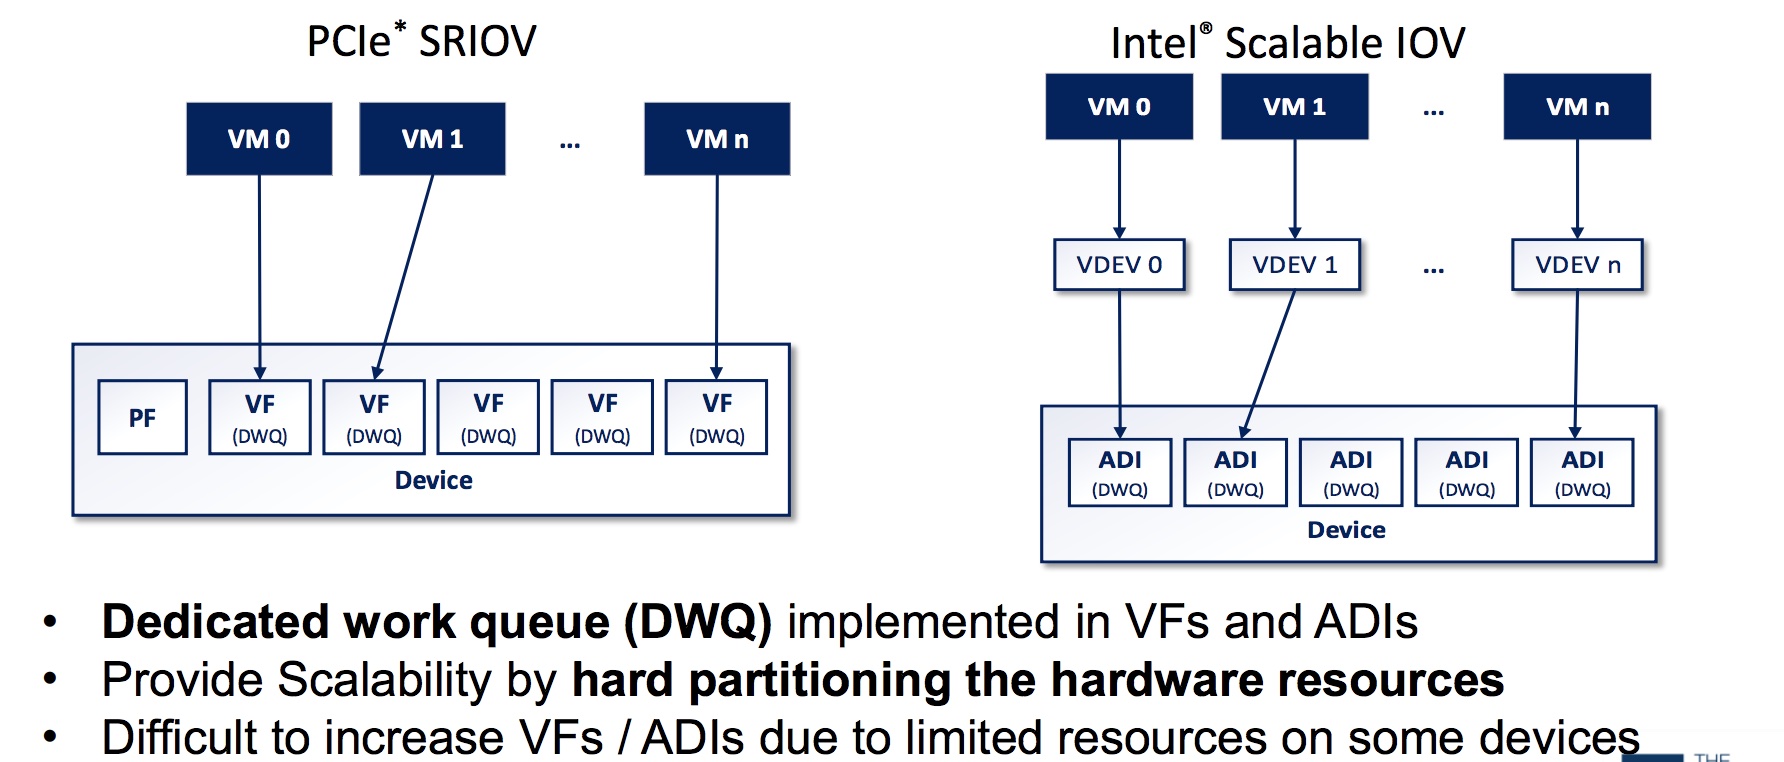 PCIe* SRIOV
VM 0
VM 1
...
VM n
PF
VF
(DWQ)
VF
(DWQ)
VF
(DWQ)
VF
(DWQ)
VF
(DWQ)
Device
Intel® Scalable IOV
VM 0
VM 1
...
VM n
VDEV 0
VDEV 1
...
VDEV n
ADI
(DWQ)
ADI
(DWQ)
ADI
(DWQ)
ADI
(DWQ)
ADI
(DWQ)
Device
• Dedicated work queue (DWQ) implemented in VFs and ADIs
• Provide Scalability by hard partitioning the hardware resources
• Difficult to increase VFs / ADIs due to limited resources on some devices
THE